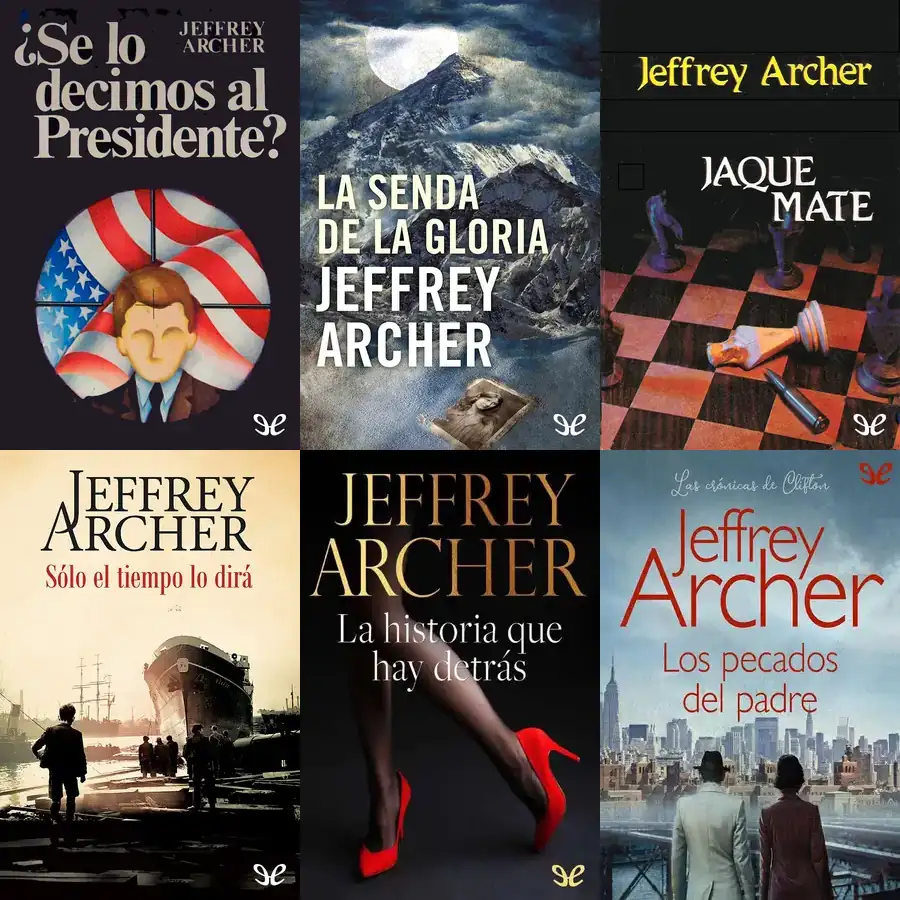 ¿Se lo
decimos al
Presidente?
JEFFREY
ARCHER
LA SENDA
DE LA GLORIA
JEFFREY
ARCHER
Jeffrey Archer
JAQUE
MATE
JEFFREY
ARCHER
Sólo el tiempo lo dirá
JEFFREY
ARCHER
La historia que
hay detrás
Las crónicas de Clifton
Jeffrey
Archer
Los pecados
del padre